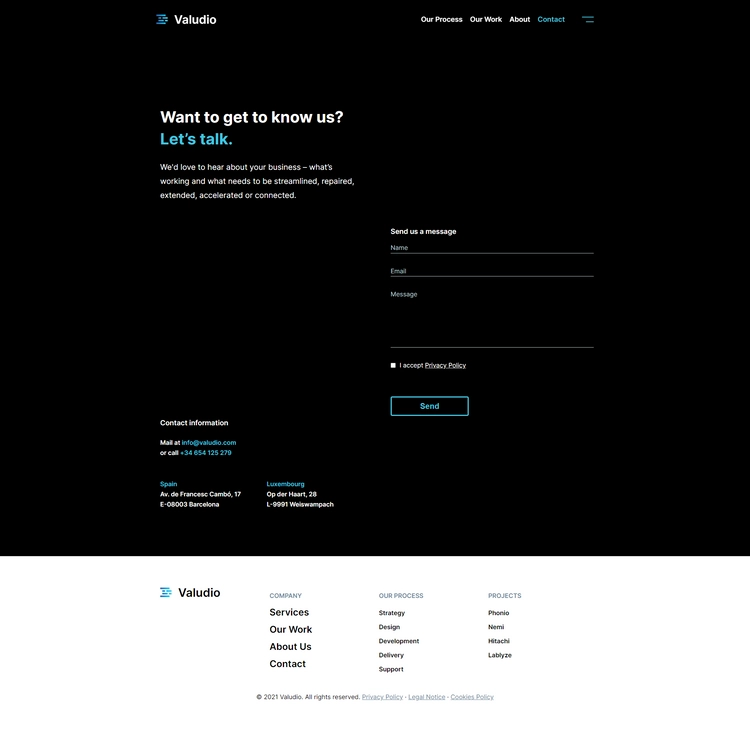 Valudio
Our Process Our Work About Contact
Want to get to know us?
Let's talk.
We'd love to hear about your business – what's
working and what needs to be streamlined, repaired,
extended, accelerated or connected.
Send us a message
Name
Email
Message
I accept Privacy Policy
Send
Contact information
Mail at info@valudio.com
or call +34 654 125 279
Spain
Av. de Francesc Cambó, 17
E-08003 Barcelona
Luxembourg
Op der Haart, 28
L-9991 Weiswampach
Valudio
COMPANY
Services
Our Work
About Us
Contact
OUR PROCESS
Strategy
Design
Development
Delivery
Support
PROJECTS
Phonio
Nemi
Hitachi
Lablyze
© 2021 Valudio. All rights reserved. Privacy Policy · Legal Notice · Cookies Policy